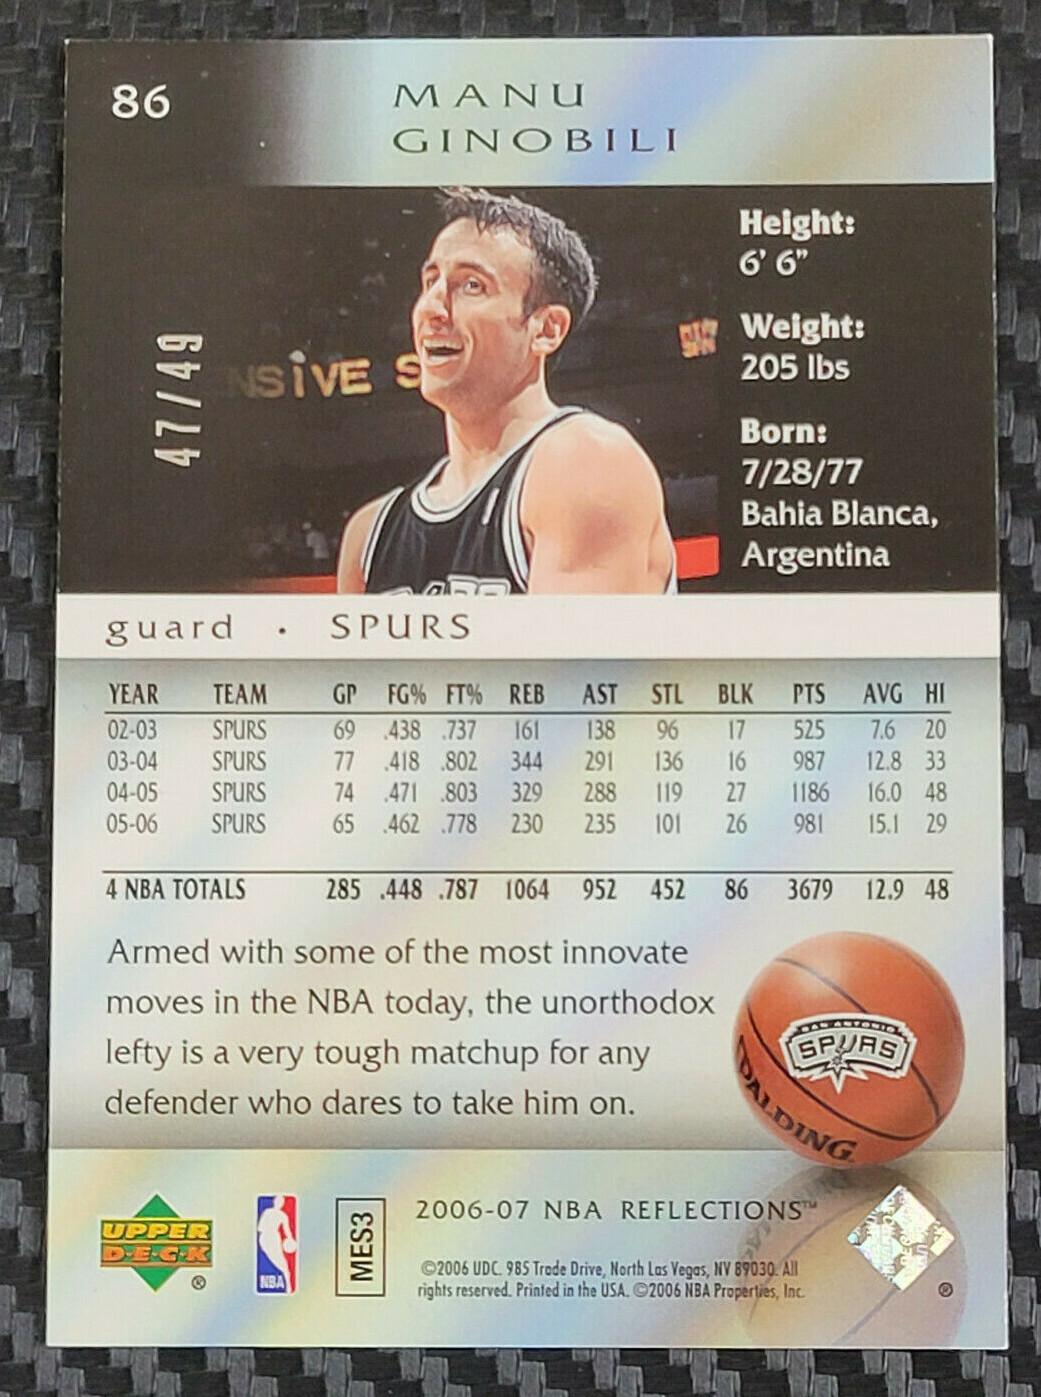 86
MANU
GINOBILI
47/49
NSIVE S
Height:
6' 6"
Weight:
205 lbs
Born:
7/28/77
Bahia Blanca,
Argentina
guard · SPURS
YEAR TEAM GP FG% FT% REB AST STL BLK PTS AVG HI
02-03 SPURS 69 .438 .737 161 138 96 17 525 7.6 20
03-04 SPURS 77 .418 .802 344 291 136 16 987 12.8 33
04-05 SPURS 74 .471 .803 329 288 119 27 1186 16.0 48
05-06 SPURS 65 .462 .778 230 235 101 26 981 15.1 29
4 NBA TOTALS 285 .448 .787 1064 952 452 86 3679 12.9 48
Armed with some of the most innovate
moves in the NBA today, the unorthodox
lefty is a very tough matchup for any
defender who dares to take him on.
SAN ANTONIO
SPURS
SPALDING
UPPER
D·E·C·K
®
NBA
MES3
2006-07 NBA REFLECTIONS™
©2006 UDC. 985 Trade Drive, North Las Vegas, NV 89030. All
rights reserved. Printed in the USA. ©2006 NBA Properties, Inc.
®